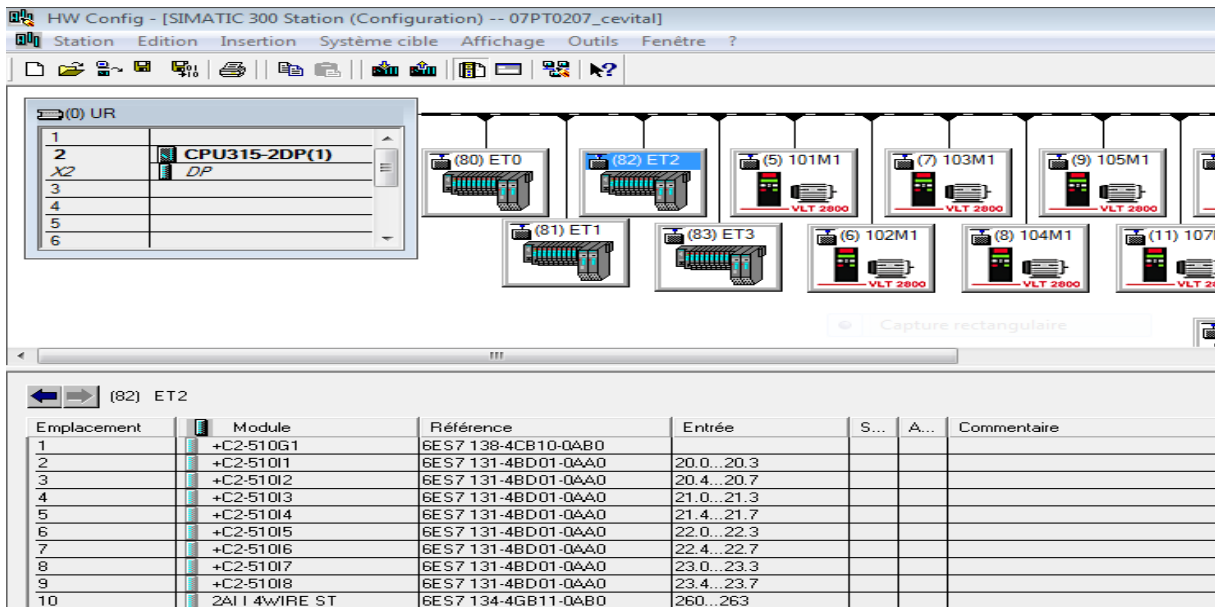 HW Config - [SIMATIC 300 Station (Configuration) -- 07PT0207_cevital]
Station Edition Insertion Système cible Affichage Outils Fenêtre ?
(0) UR
1
2 CPU315-2DP(1)
X2 DP
3
4
5
6
(80) ET0
(82) ET2
(5) 101M1
VLT 2800
(7) 103M1
VLT 2800
(9) 105M1
VLT 2800
(81) ET1
(83) ET3
(6) 102M1
VLT 2800
(8) 104M1
VLT 2800
(11) 107
VLT 2
Capture rectangulaire
(82) ET2
Emplacement Module Référence Entrée S... A... Commentaire
1 +C2-510G1 6ES7 138-4CB10-0AB0
2 +C2-510I1 6ES7 131-4BD01-0AA0 20.0...20.3
3 +C2-510I2 6ES7 131-4BD01-0AA0 20.4...20.7
4 +C2-510I3 6ES7 131-4BD01-0AA0 21.0...21.3
5 +C2-510I4 6ES7 131-4BD01-0AA0 21.4...21.7
6 +C2-510I5 6ES7 131-4BD01-0AA0 22.0...22.3
7 +C2-510I6 6ES7 131-4BD01-0AA0 22.4...22.7
8 +C2-510I7 6ES7 131-4BD01-0AA0 23.0...23.3
9 +C2-510I8 6ES7 131-4BD01-0AA0 23.4...23.7
10 2AI I 4WIRE ST 6ES7 134-4GB11-0AB0 260...263